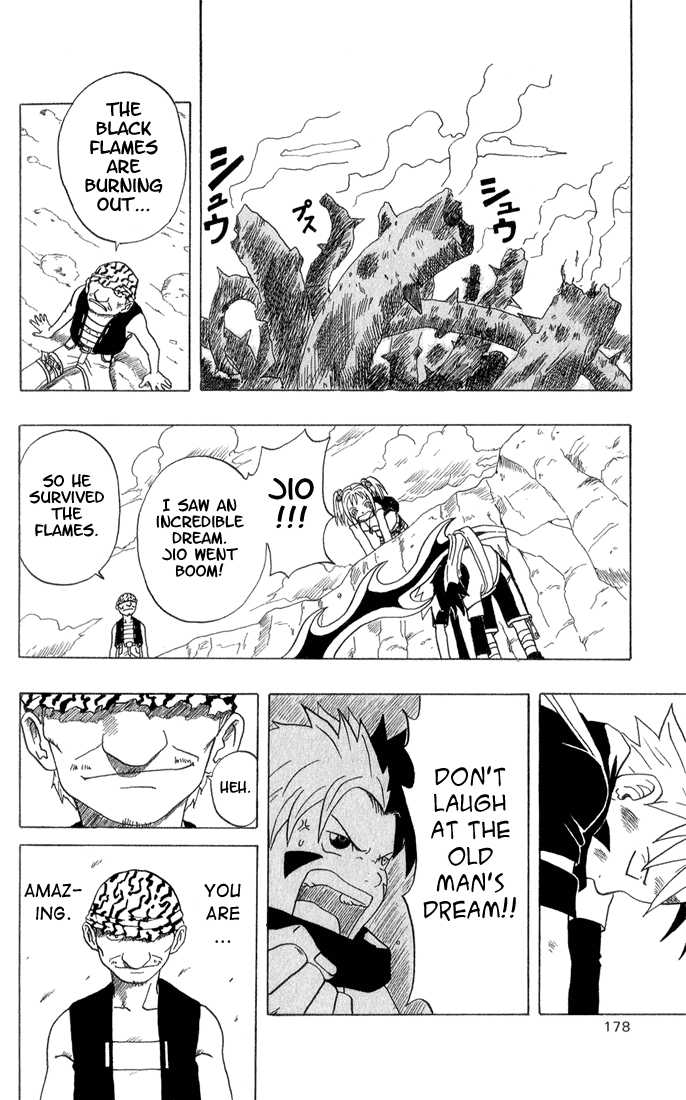 シュウ
プス
シュウ
THE
BLACK
FLAMES
ARE
BURNING
OUT...
JIO
!!!
I SAW AN
INCREDIBLE
DREAM.
JIO WENT
BOOM!
SO HE
SURVIVED
THE
FLAMES.
DON'T
LAUGH
AT THE
OLD
MAN'S
DREAM!!
HEH.
YOU
ARE
...
AMAZ-
ING.
178